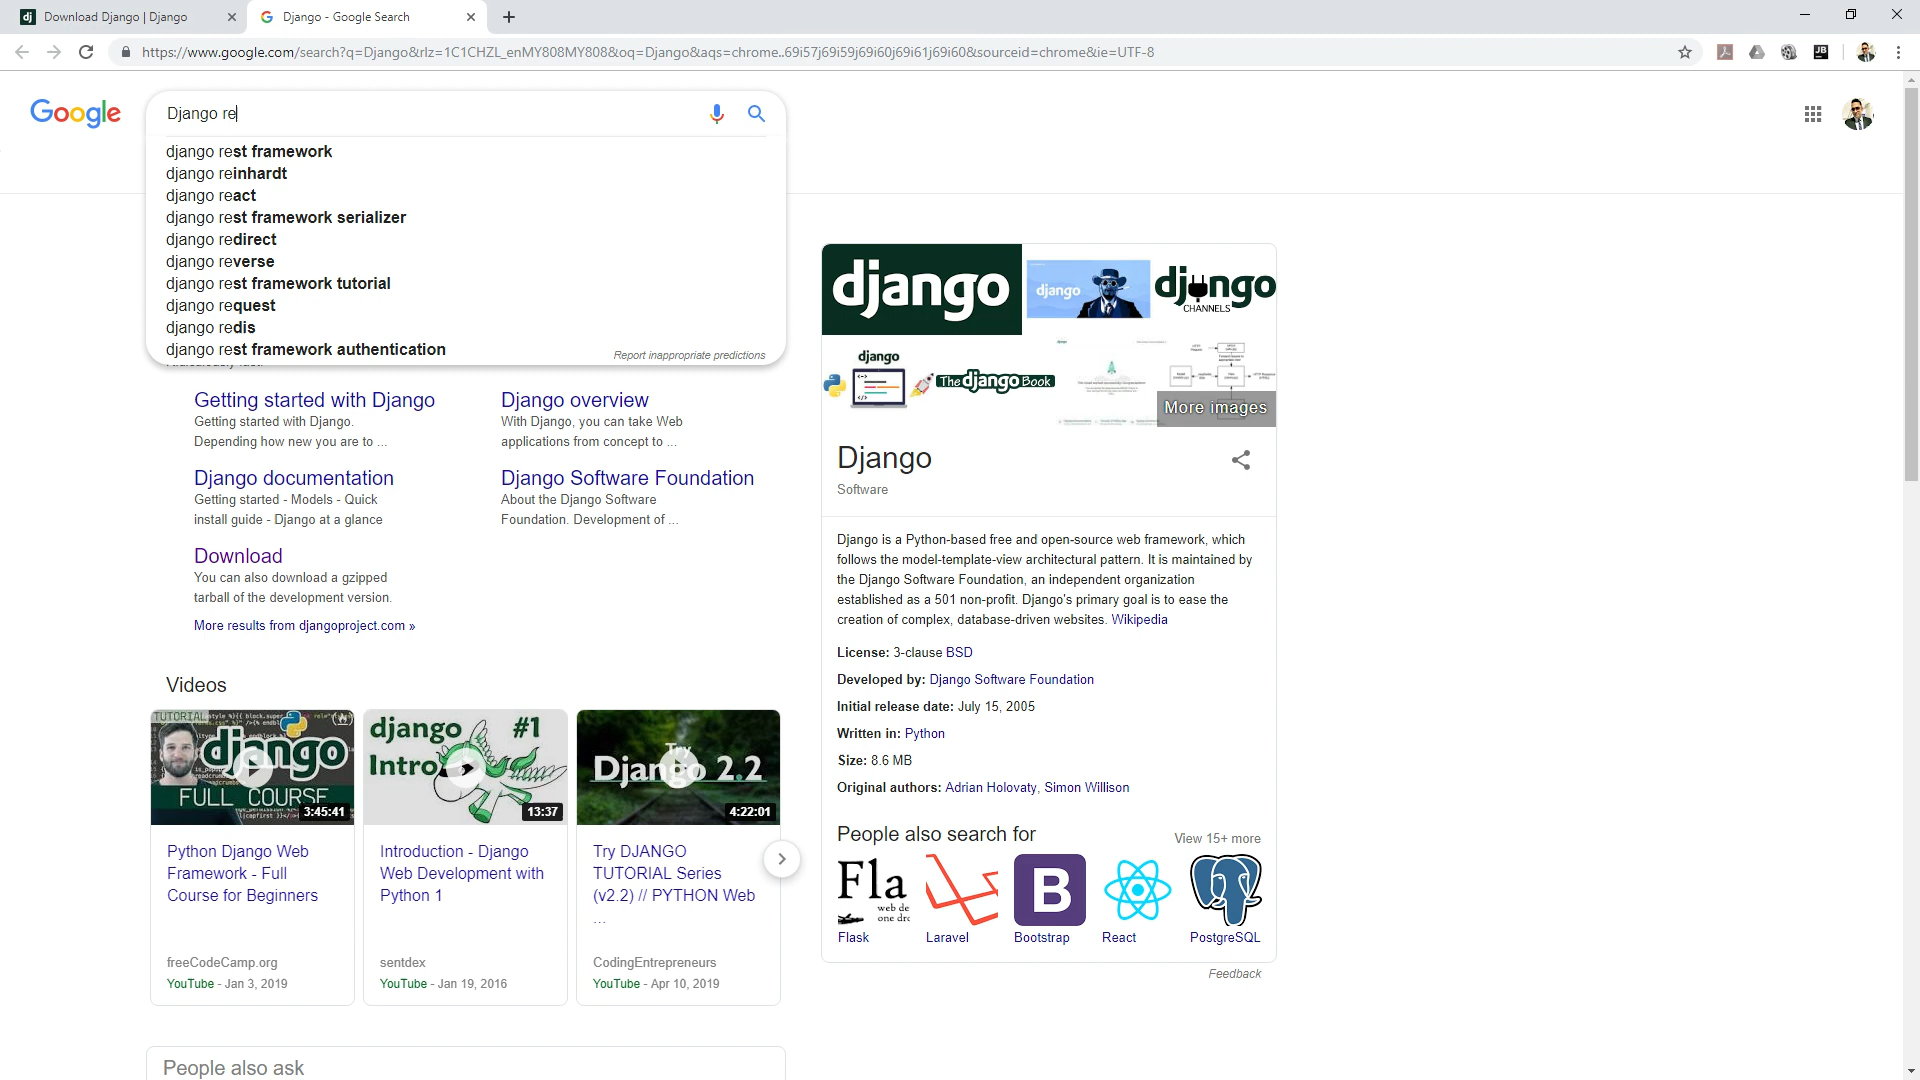 dj Download Django | Django
Django - Google Search
https://www.google.com/search?q=Django&rlz=1C1CHZL_enMY808MY808&oq=Django&aqs=chrome..69i57j69i59j69i60j69i61j69i60&sourceid=chrome&ie=UTF-8
JB
Google
Django re
django rest framework
django reinhardt
django react
django rest framework serializer
django redirect
django reverse
django rest framework tutorial
django request
django redis
django rest framework authentication
Report inappropriate predictions
Getting started with Django
Getting started with Django.
Depending how new you are to ...
Django overview
With Django, you can take Web
applications from concept to ...
Django documentation
Getting started - Models - Quick
install guide - Django at a glance
Django Software Foundation
About the Django Software
Foundation. Development of ...
Download
You can also download a gzipped
tarball of the development version.
More results from djangoproject.com »
Videos
TUTORIAL
django
FULL COURSE
3:45:41
Python Django Web
Framework - Full
Course for Beginners
freeCodeCamp.org
YouTube - Jan 3, 2019
django #1
Intro
13:37
Introduction - Django
Web Development with
Python 1
sentdex
YouTube - Jan 19, 2016
Try
Django 2.2
4:22:01
Try DJANGO
TUTORIAL Series
(v2.2) // PYTHON Web
...
CodingEntrepreneurs
YouTube - Apr 10, 2019
People also ask
django
django
django
CHANNELS
django
The django Book
More images
Django
Software
Django is a Python-based free and open-source web framework, which
follows the model-template-view architectural pattern. It is maintained by
the Django Software Foundation, an independent organization
established as a 501 non-profit. Django's primary goal is to ease the
creation of complex, database-driven websites. Wikipedia
License: 3-clause BSD
Developed by: Django Software Foundation
Initial release date: July 15, 2005
Written in: Python
Size: 8.6 MB
Original authors: Adrian Holovaty, Simon Willison
People also search for
View 15+ more
Fla
web de
one dro
B
Flask
Laravel
Bootstrap
React
PostgreSQL
Feedback